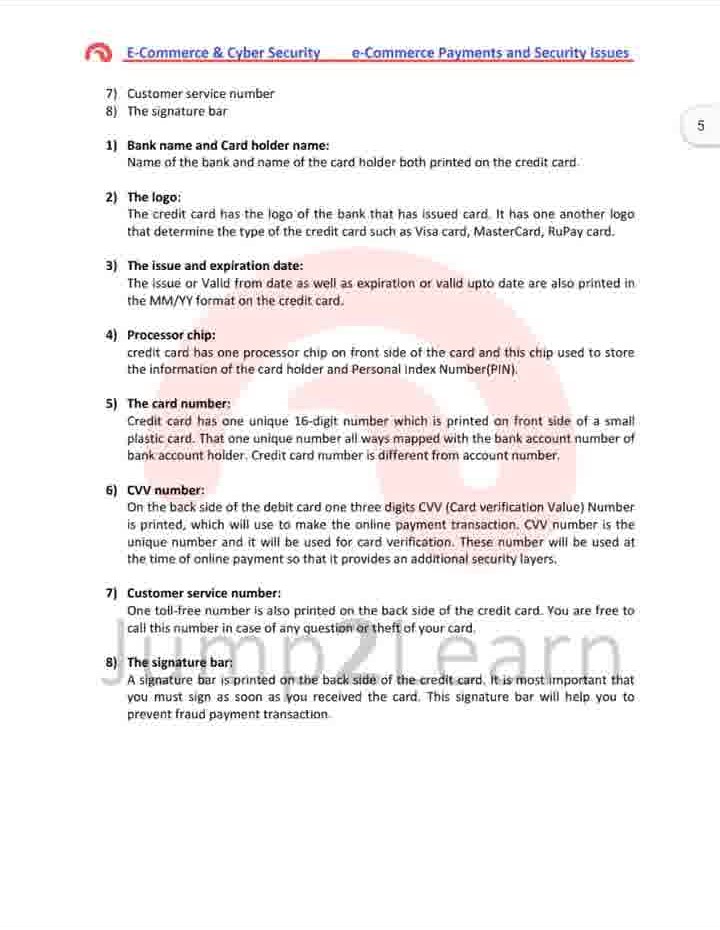 E-Commerce & Cyber Security e-Commerce Payments and Security Issues
7) Customer service number
8) The signature bar
5
1) Bank name and Card holder name:
Name of the bank and name of the card holder both printed on the credit card.
2) The logo:
The credit card has the logo of the bank that has issued card. It has one another logo
that determine the type of the credit card such as Visa card, MasterCard, RuPay card.
3) The issue and expiration date:
The issue or Valid from date as well as expiration or valid upto date are also printed in
the MM/YY format on the credit card.
4) Processor chip:
credit card has one processor chip on front side of the card and this chip used to store
the information of the card holder and Personal Index Number(PIN).
5) The card number:
Credit card has one unique 16-digit number which is printed on front side of a small
plastic card. That one unique number all ways mapped with the bank account number of
bank account holder. Credit card number is different from account number.
6) CVV number:
On the back side of the debit card one three digits CVV (Card verification Value) Number
is printed, which will use to make the online payment transaction. CVV number is the
unique number and it will be used for card verification. These number will be used at
the time of online payment so that it provides an additional security layers.
7) Customer service number:
One toll-free number is also printed on the back side of the credit card. You are free to
call this number in case of any question or theft of your card.
Jump2Learn
8) The signature bar:
A signature bar is printed on the back side of the credit card. It is most important that
you must sign as soon as you received the card. This signature bar will help you to
prevent fraud payment transaction.